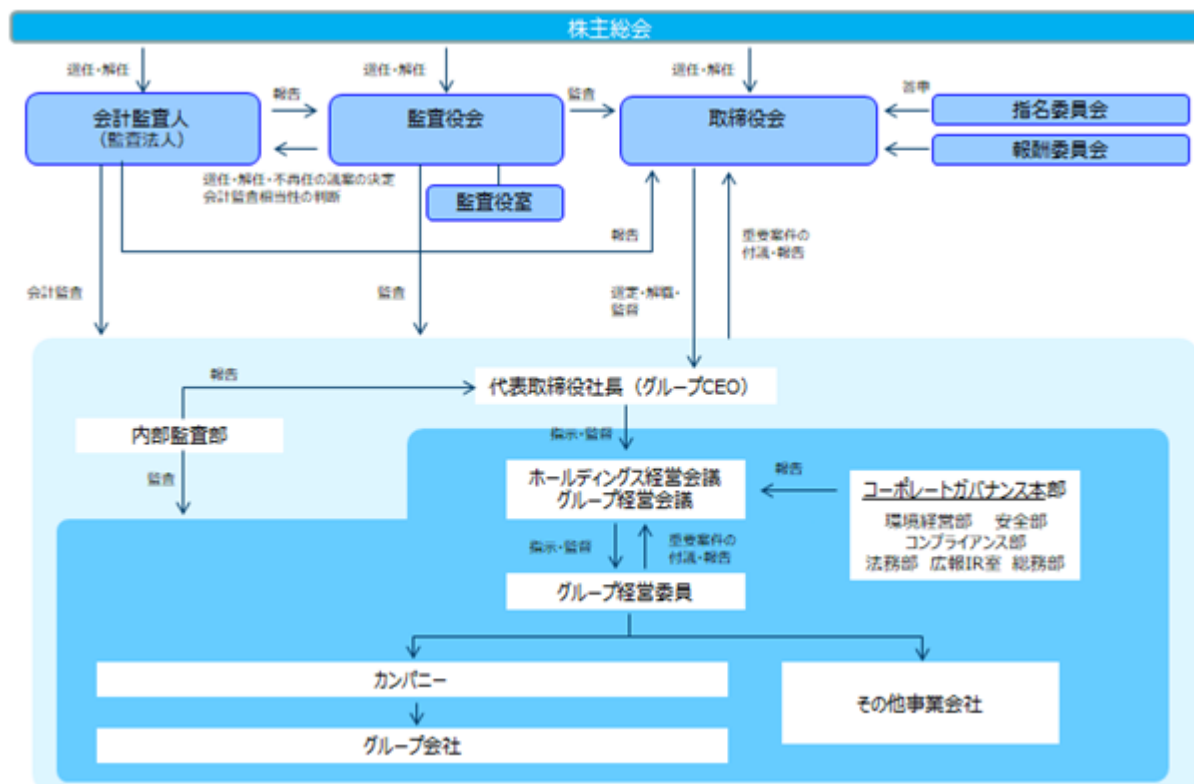 株主総会
選任・解任
選任・解任
選任・解任
会計監査人
（監査法人）
報告
監査役会
監査
取締役会
答申
指名委員会
報酬委員会
選任・解任・不再任の議案の決定
会計監査相当性の判断
監査役室
報告
重要案件の
付議・報告
会計監査
監査
選定・解職・
監督
報告
代表取締役社長（グループCEO）
内部監査部
指示・監督
監査
ホールディングス経営会議
グループ経営会議
報告
コーポレートガバナンス本部
環境経営部　安全部
コンプライアンス部
法務部 広報IR室 総務部
指示・監督
重要案件の
付議・報告
グループ経営委員
カンパニー
その他事業会社
グループ会社